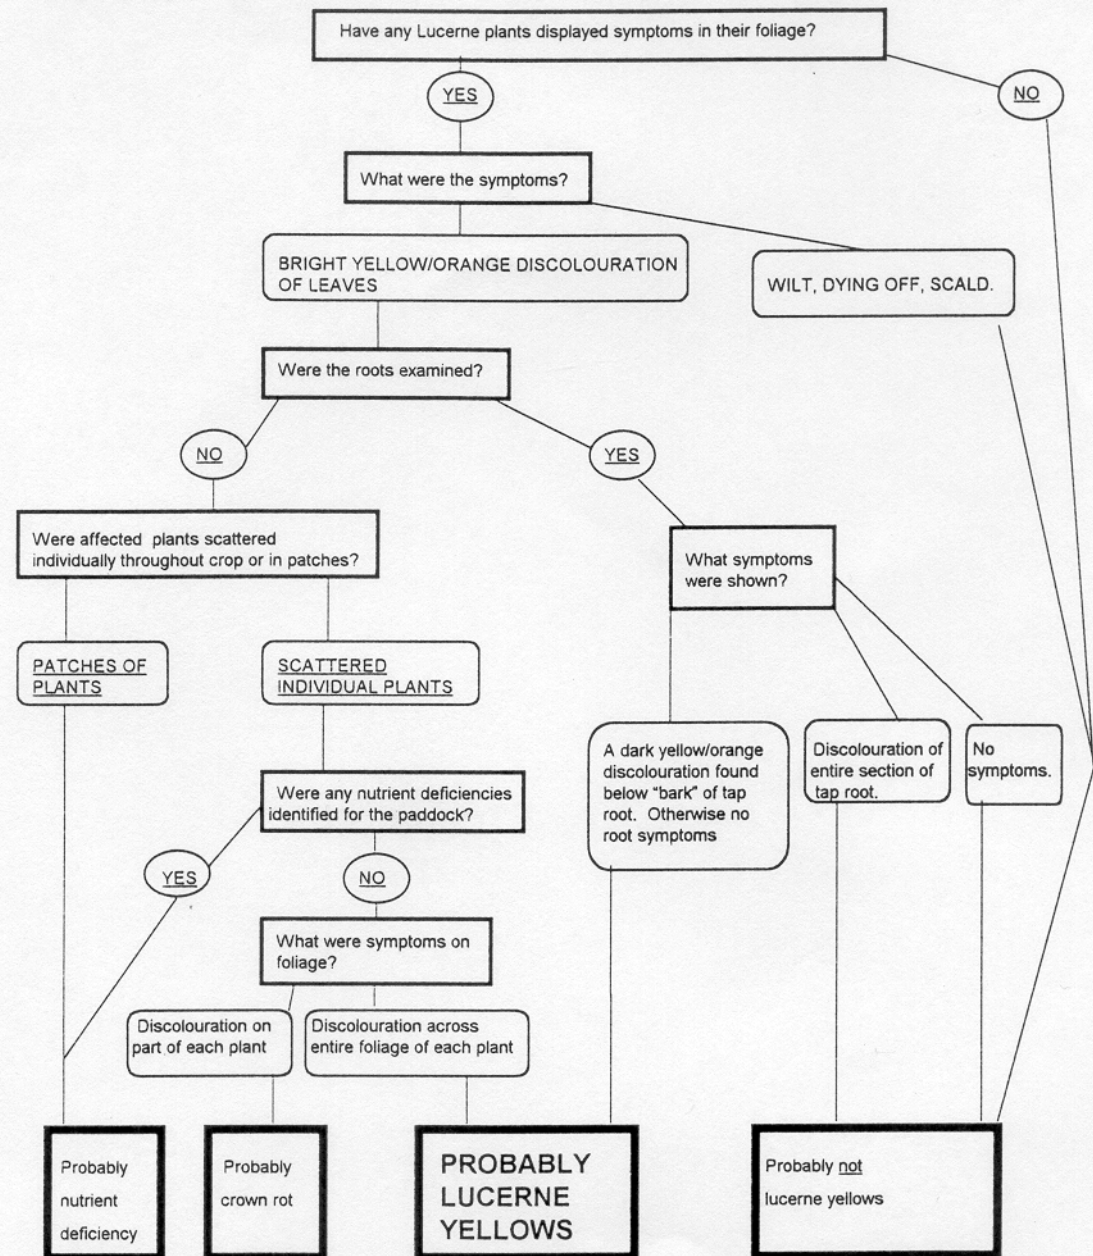 Have any Lucerne plants displayed symptoms in their foliage?
YES
NO
What were the symptoms?
BRIGHT YELLOW/ORANGE DISCOLOURATION
OF LEAVES
WILT, DYING OFF, SCALD.
Were the roots examined?
NO
YES
Were affected plants scattered
individually throughout crop or in patches?
What symptoms
were shown?
PATCHES OF
PLANTS
SCATTERED
INDIVIDUAL PLANTS
A dark yellow/orange
discolouration found
below "bark" of tap
root. Otherwise no
root symptoms
Discolouration of
entire section of
tap root.
No
symptoms.
Were any nutrient deficiencies
identified for the paddock?
YES
NO
What were symptoms on
foliage?
Discolouration on
part of each plant
Discolouration across
entire foliage of each plant
Probably
nutrient
deficiency
Probably
crown rot
PROBABLY
LUCERNE
YELLOWS
Probably not
lucerne yellows